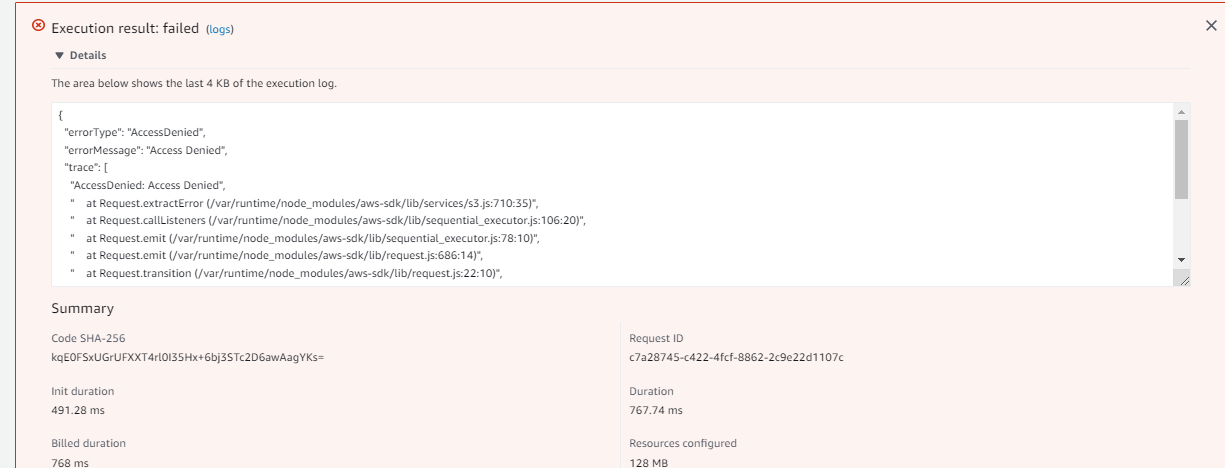 Execution result: failed (logs)
Details
The area below shows the last 4 KB of the execution log.
{
"errorType": "AccessDenied",
"errorMessage": "Access Denied",
"trace": [
"AccessDenied: Access Denied",
"    at Request.extractError (/var/runtime/node_modules/aws-sdk/lib/services/s3.js:710:35)",
"    at Request.callListeners (/var/runtime/node_modules/aws-sdk/lib/sequential_executor.js:106:20)",
"    at Request.emit (/var/runtime/node_modules/aws-sdk/lib/sequential_executor.js:78:10)",
"    at Request.emit (/var/runtime/node_modules/aws-sdk/lib/request.js:686:14)",
"    at Request.transition (/var/runtime/node_modules/aws-sdk/lib/request.js:22:10)",
Summary
Code SHA-256
kqE0FSxUGrUFXXT4rl0I35Hx+6bj3STc2D6awAagYKs=
Request ID
c7a28745-c422-4fcf-8862-2c9e22d1107c
Init duration
491.28 ms
Duration
767.74 ms
Billed duration
768 ms
Resources configured
128 MB